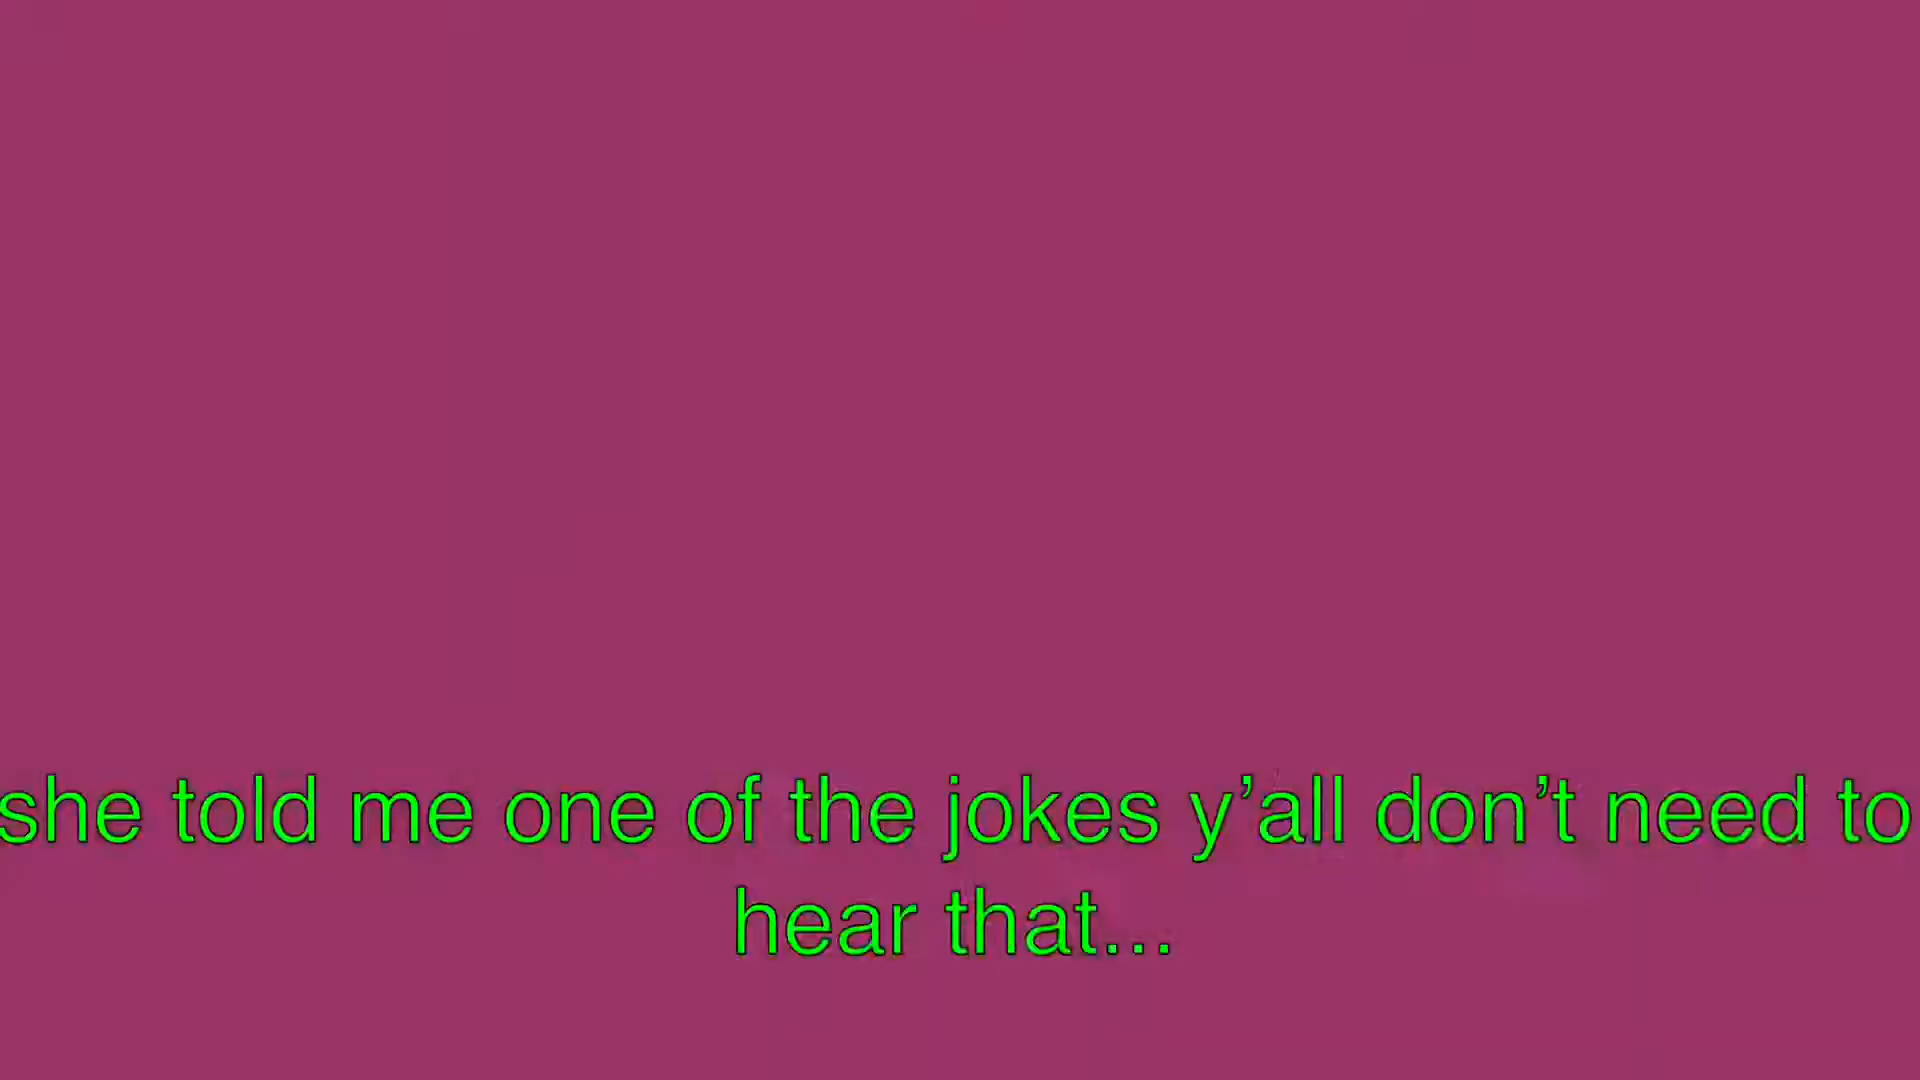 she told me one of the jokes y’all don’t need to
hear that...